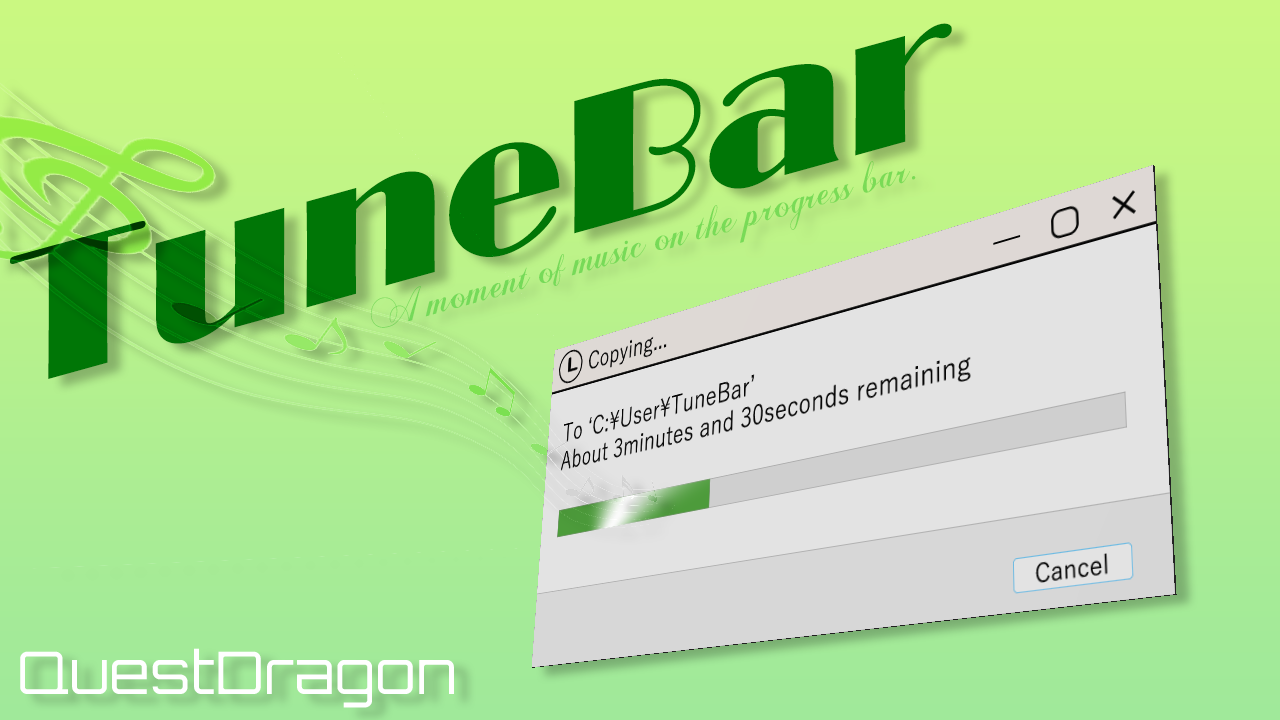 TuneBar
A moment of music on the progress bar.
Copying...
To ‘C:¥User¥TuneBar’
About 3minutes and 30seconds remaining
Cancel
QuestDragon